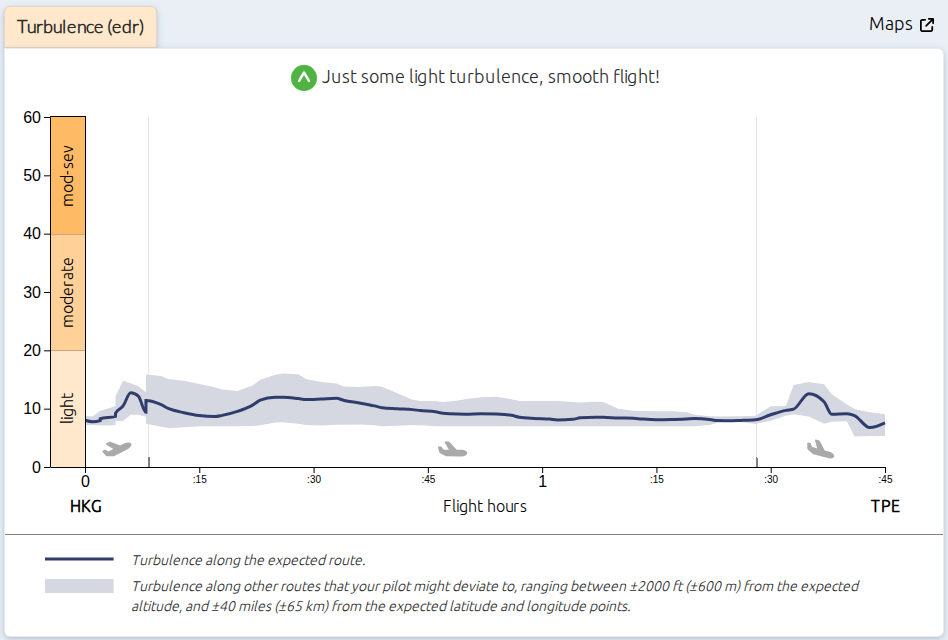 Turbulence (edr)
Maps
Just some light turbulence, smooth flight!
60
50
40
30
20
10
0
mod-sev
moderate
light
0 :15 :30 :45 1 :15 :30 :45
HKG Flight hours TPE
Turbulence along the expected route.
Turbulence along other routes that your pilot might deviate to, ranging between ±2000 ft (±600 m) from the expected
altitude, and ±40 miles (±65 km) from the expected latitude and longitude points.